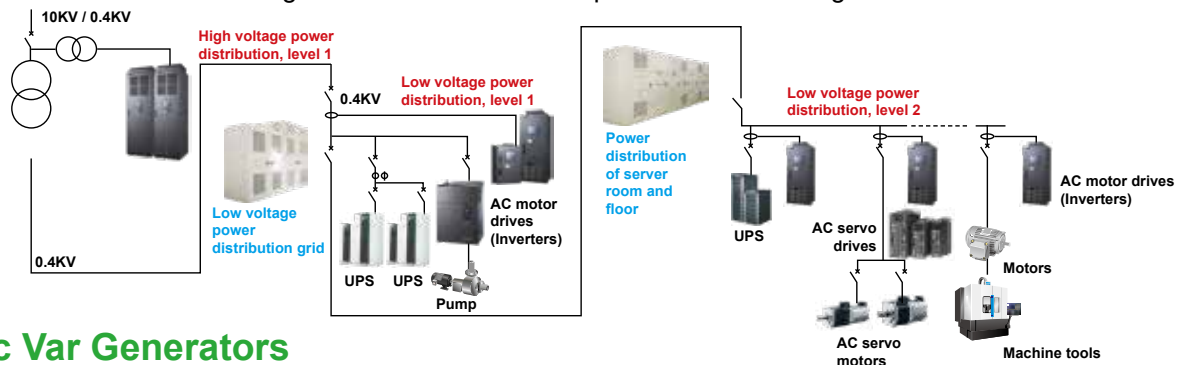 10KV / 0.4KV
High voltage power
distribution, level 1
0.4KV
Low voltage power
distribution, level 1
Low voltage power
distribution, level 2
Power
distribution
of server
room and
floor
Low voltage
power
distribution grid
AC motor
drives
(Inverters)
UPS
UPS
Pump
0.4KV
UPS
AC servo
drives
AC motor drives
(Inverters)
Motors
AC servo
motors
Machine tools
c Var Generators